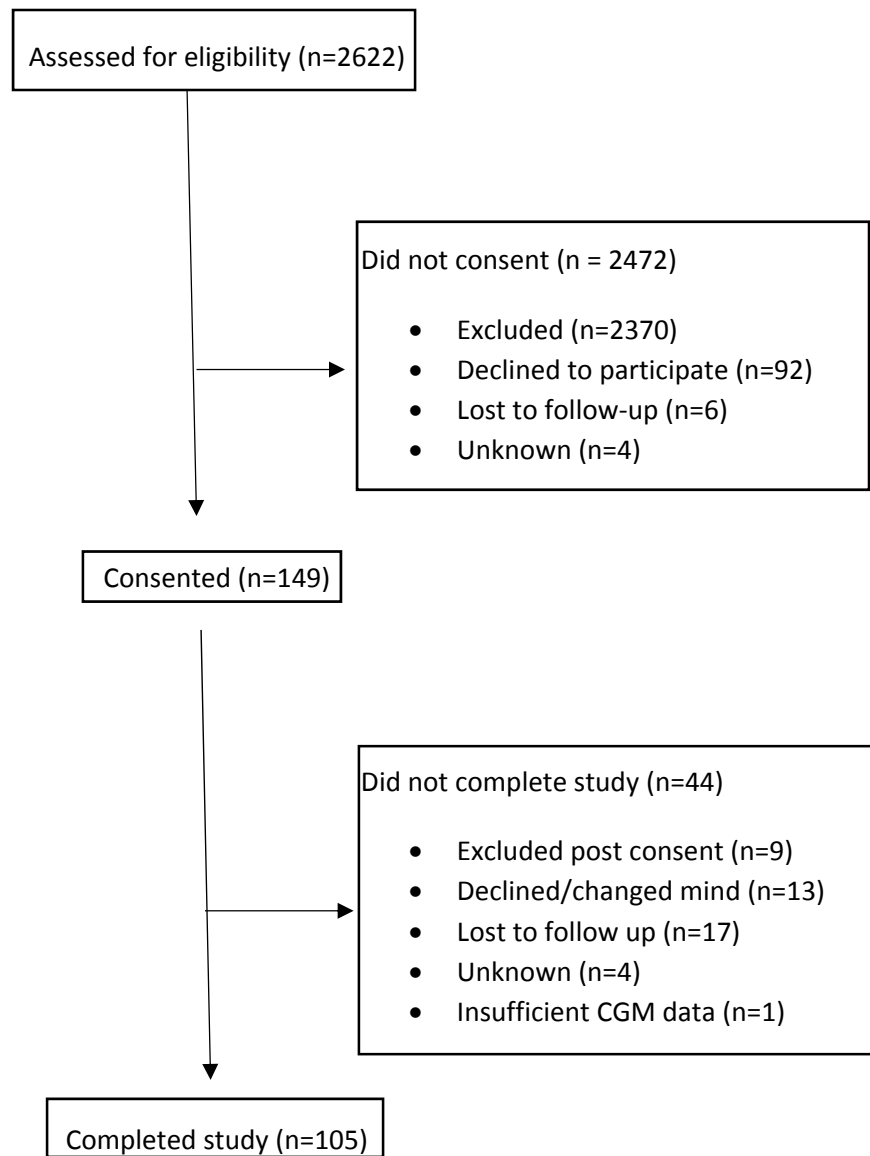 Assessed for eligibility (n=2622)
Did not consent (n = 2472)
• Excluded (n=2370)
• Declined to participate (n=92)
• Lost to follow-up (n=6)
• Unknown (n=4)
Consented (n=149)
Did not complete study (n=44)
• Excluded post consent (n=9)
• Declined/changed mind (n=13)
• Lost to follow up (n=17)
• Unknown (n=4)
• Insufficient CGM data (n=1)
Completed study (n=105)